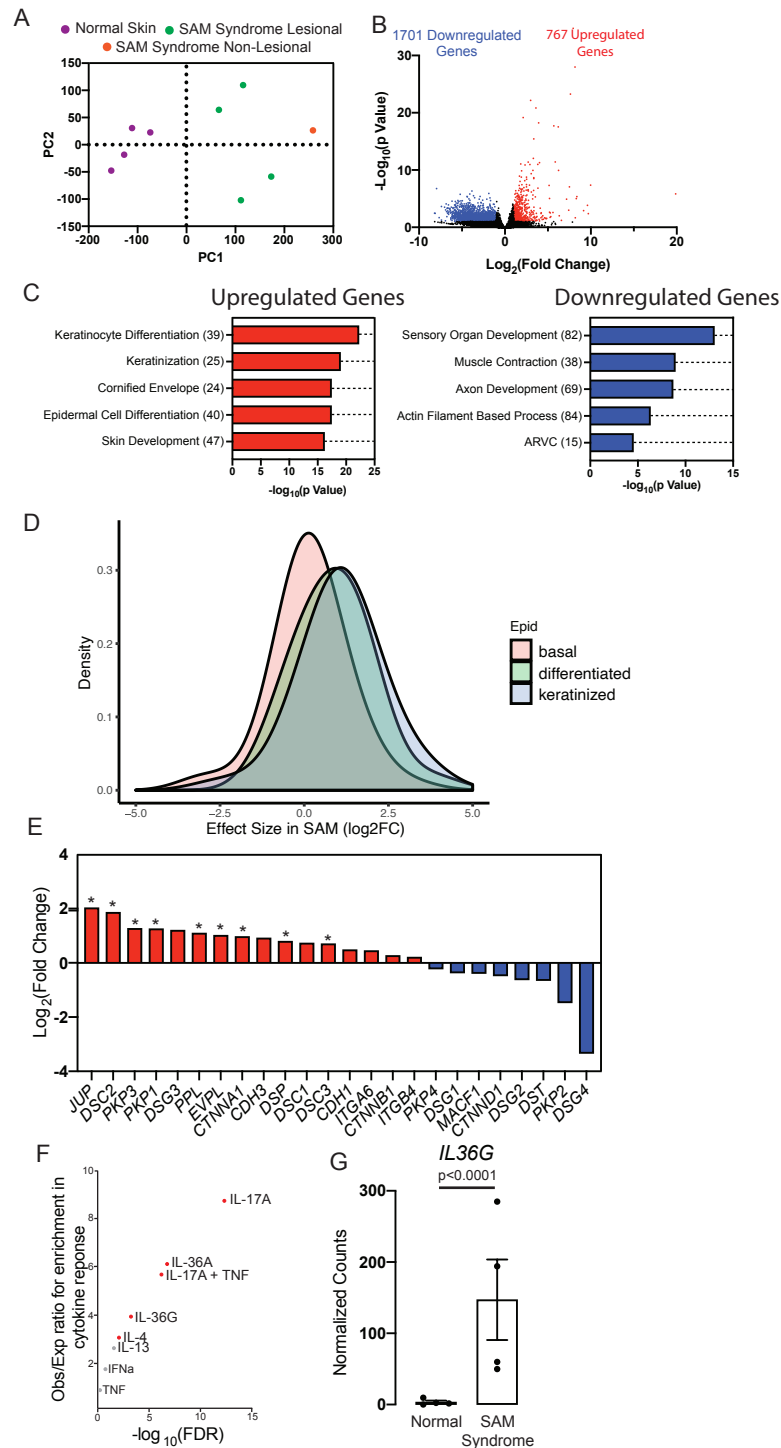 A
Normal Skin
SAM Syndrome Lesional
SAM Syndrome Non-Lesional
150
100
50
0
-50
-100
-150
PC2
-200
-100
0
100
200
300
PC1
B
1701 Downregulated
Genes
767 Upregulated
Genes
30
20
10
0
-Log10(p Value)
-10
0
10
20
Log2(Fold Change)
C
Upregulated Genes
Keratinocyte Differentiation (39)
Keratinization (25)
Cornified Envelope (24)
Epidermal Cell Differentiation (40)
Skin Development (47)
0
5
10
15
20
25
-log10(p Value)
Downregulated Genes
Sensory Organ Development (82)
Muscle Contraction (38)
Axon Development (69)
Actin Filament Based Process (84)
ARVC (15)
0
5
10
15
-log10(p Value)
D
0.3
0.2
0.1
0.0
Density
−5.0
−2.5
0.0
2.5
5.0
Effect Size in SAM (log2FC)
Epid
basal
differentiated
keratinized
E
4
2
0
-2
-4
Log2(Fold Change)
* * * * * * * * *
JUP
DSC2
PKP3
PKP1
DSG3
PPL
EVPL
CTNNA1
CDH3
DSP
DSC1
DSC3
CDH1
ITGA6
CTNNB1
ITGB4
PKP4
DSG1
MACF1
CTNND1
DSG2
DST
PKP2
DSG4
F
10
8
6
4
2
Obs/Exp ratio for enrichment in
cytokine reponse
IL-17A
IL-36A
IL-17A + TNF
IL-36G
IL-4
IL-13
IFNa
TNF
0
5
10
15
-log10(FDR)
G
IL36G
p<0.0001
300
200
100
0
Normalized Counts
Normal
SAM
Syndrome